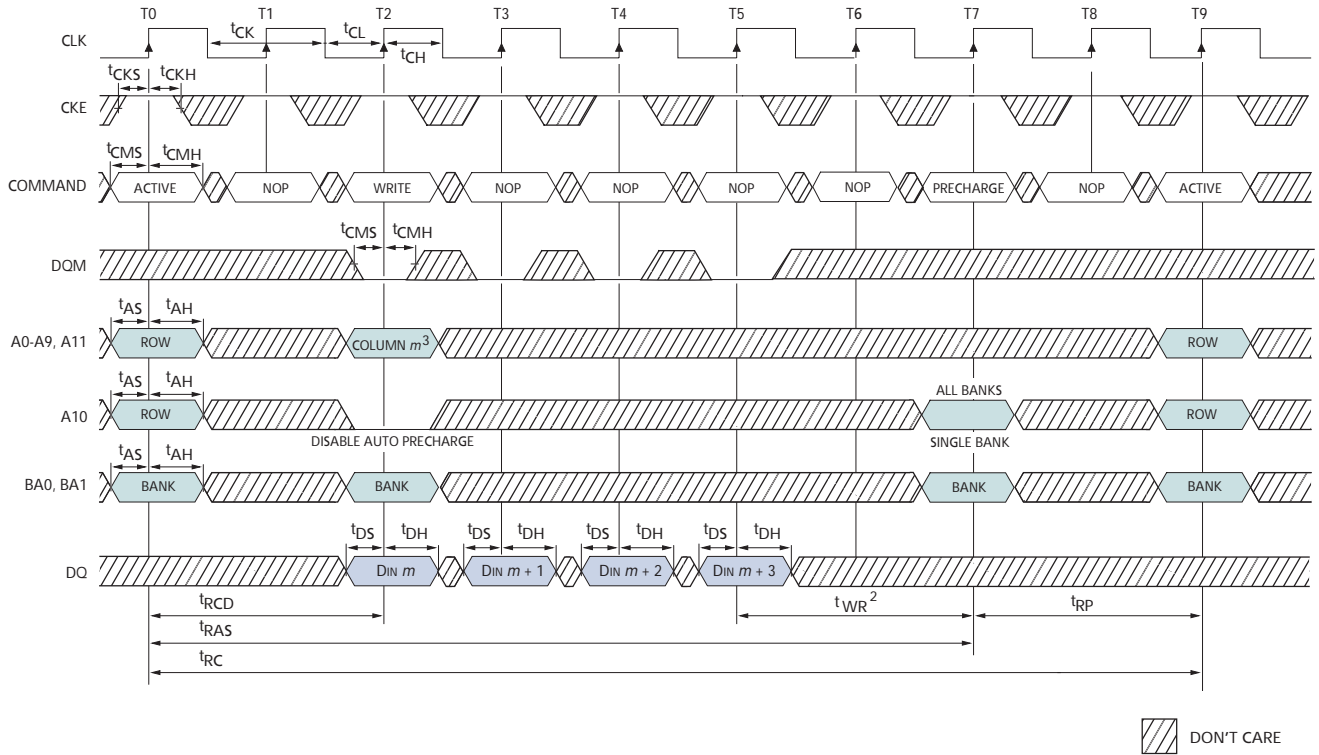 T0 T1 T2 T3 T4 T5 T6 T7 T8 T9
CLK tCK tCL tCH
tCKS tCKH
CKE
tCMS tCMH
COMMAND ACTIVE NOP WRITE NOP NOP NOP NOP PRECHARGE NOP ACTIVE
tCMS tCMH
DQM
tAS tAH
A0-A9, A11 ROW COLUMN m3 ROW
tAS tAH ALL BANKS
A10 ROW ROW
DISABLE AUTO PRECHARGE SINGLE BANK
tAS tAH
BA0, BA1 BANK BANK BANK BANK
tDS tDH tDS tDH tDS tDH tDS tDH
DQ DIN m DIN m + 1 DIN m + 2 DIN m + 3
tRCD tWR2 tRP
tRAS
tRC
DON'T CARE